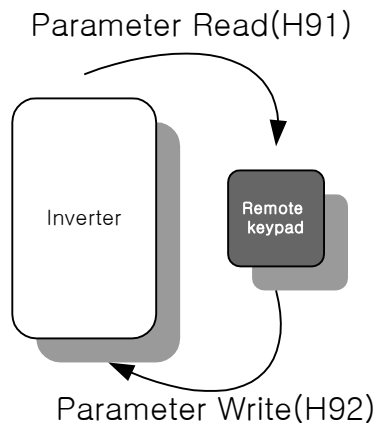 Parameter Read(H91)
Inverter
Remote
keypad
Parameter Write(H92)